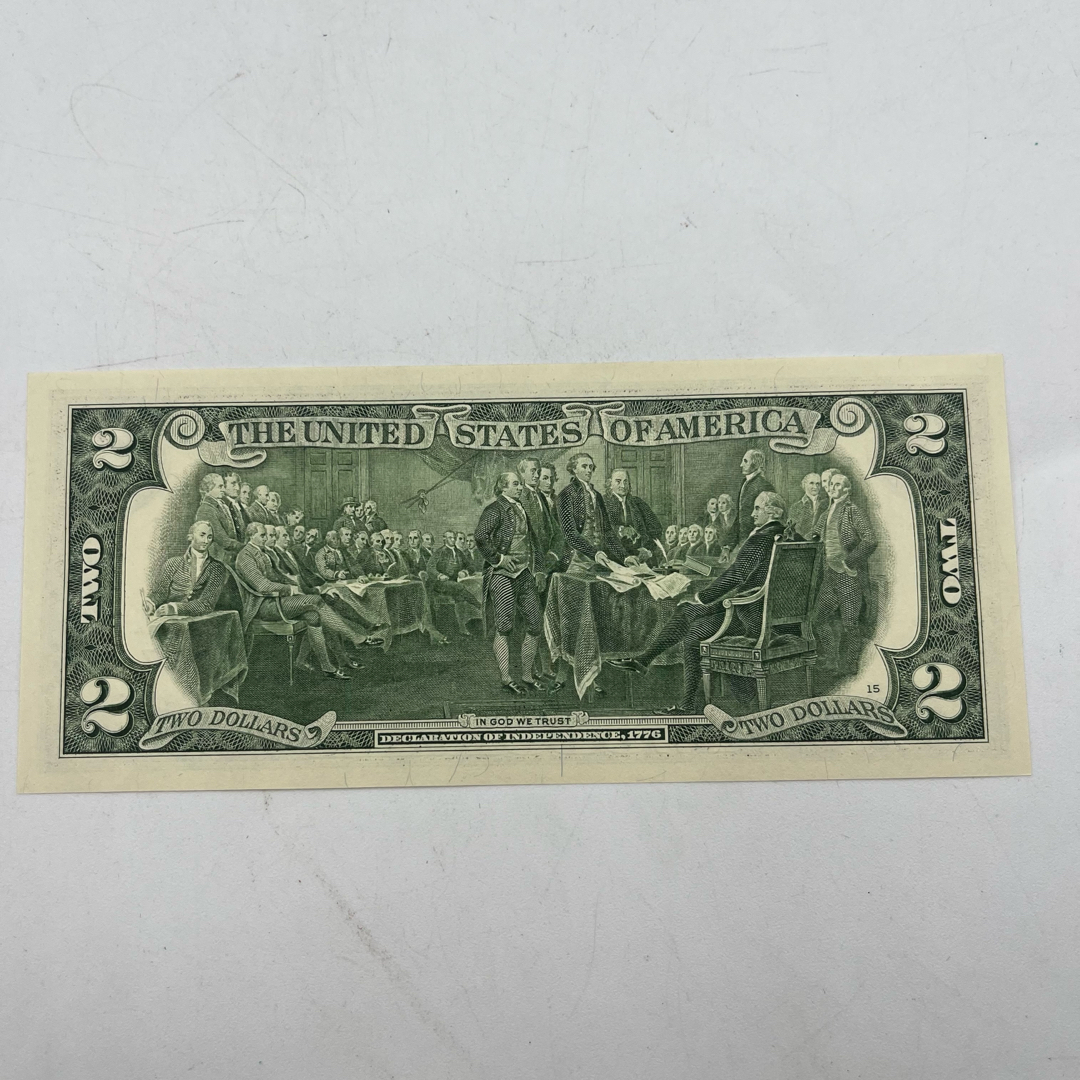 THE UNITED STATES OF AMERICA
2
2
TWO
TWO
2
2
15
TWO DOLLARS
IN GOD WE TRUST
TWO DOLLARS
DECLARATION OF INDEPENDENCE, 1776